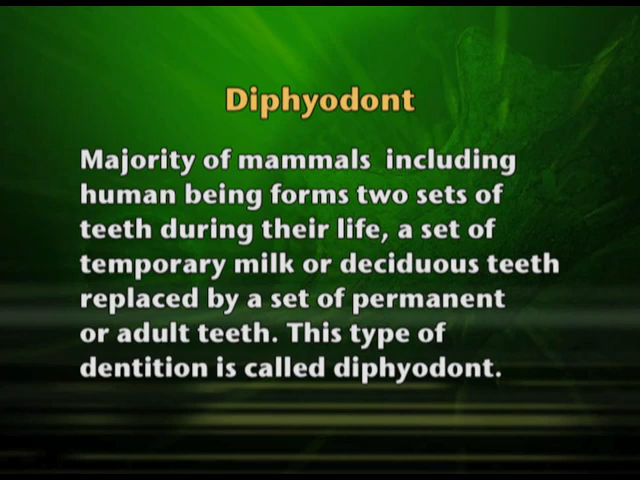 Diphyodont
Majority of mammals  including
human being forms two sets of
teeth during their life, a set of
temporary milk or deciduous teeth
replaced by a set of permanent
or adult teeth. This type of
dentition is called diphyodont.